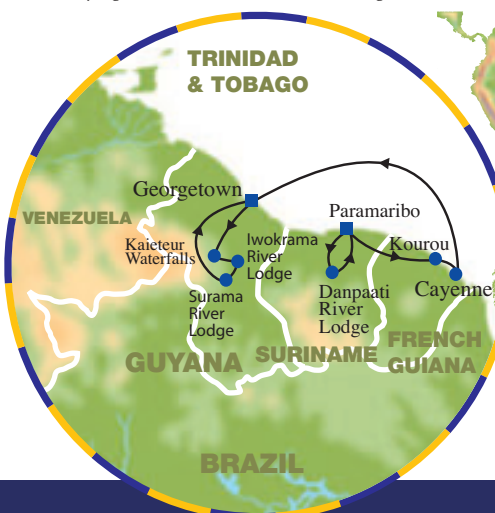 TRINIDAD
& TOBAGO
Georgetown
VENEZUELA
Paramaribo
Kaieteur
Waterfalls
Iwokrama
River
Lodge
Kourou
Surama
River
Lodge
Danpaati
River
Lodge
Cayenne
GUYANA
SURINAME
FRENCH
GUIANA
BRAZIL